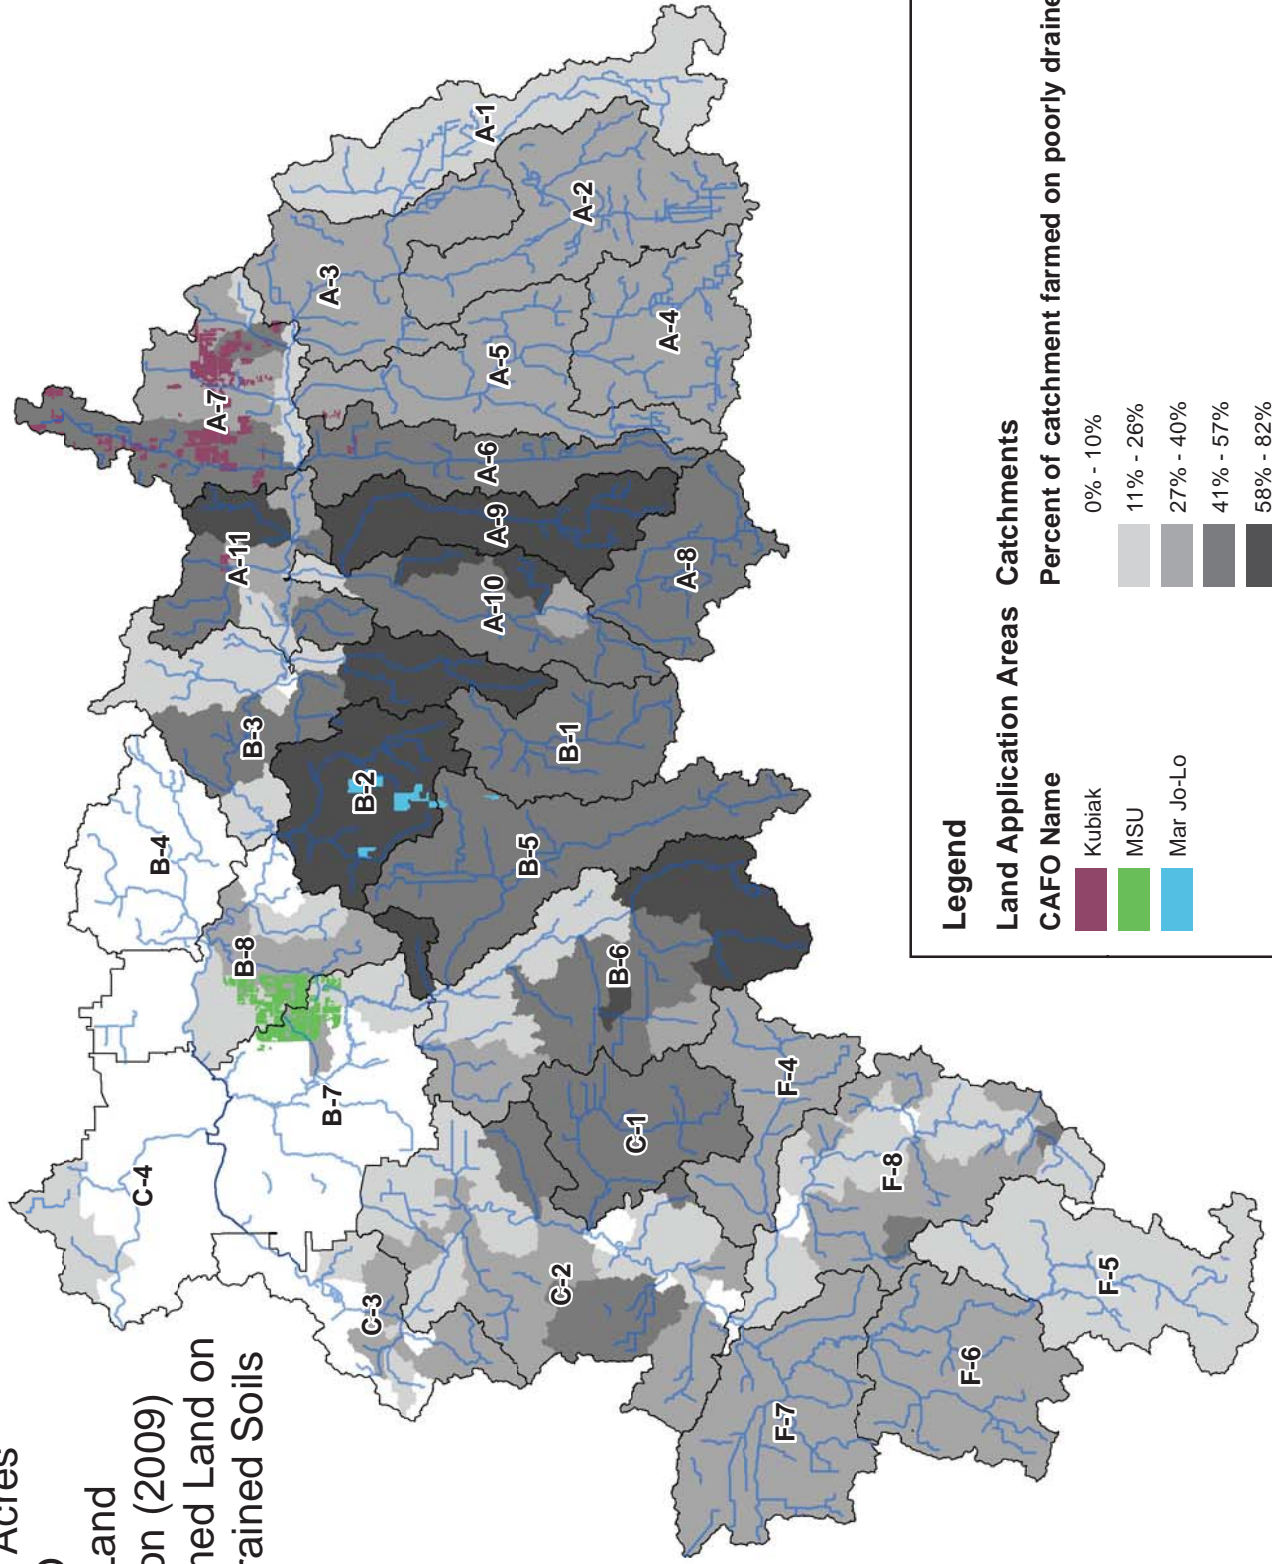 Acres
Land
on (2009)
ned Land on
rained Soils
C-4
B-7
B-8
B-4
C-3
B-3
B-2
A-11
A-7
A-3
A-1
C-2
C-1
B-6
B-5
B-1
A-10
A-9
A-6
A-5
A-2
A-4
A-8
F-7
F-4
F-8
F-6
F-5
Legend
Land Application Areas
CAFO Name
Kubiak
MSU
Mar Jo-Lo
Catchments
Percent of catchment farmed on poorly draine
0% - 10%
11% - 26%
27% - 40%
41% - 57%
58% - 82%